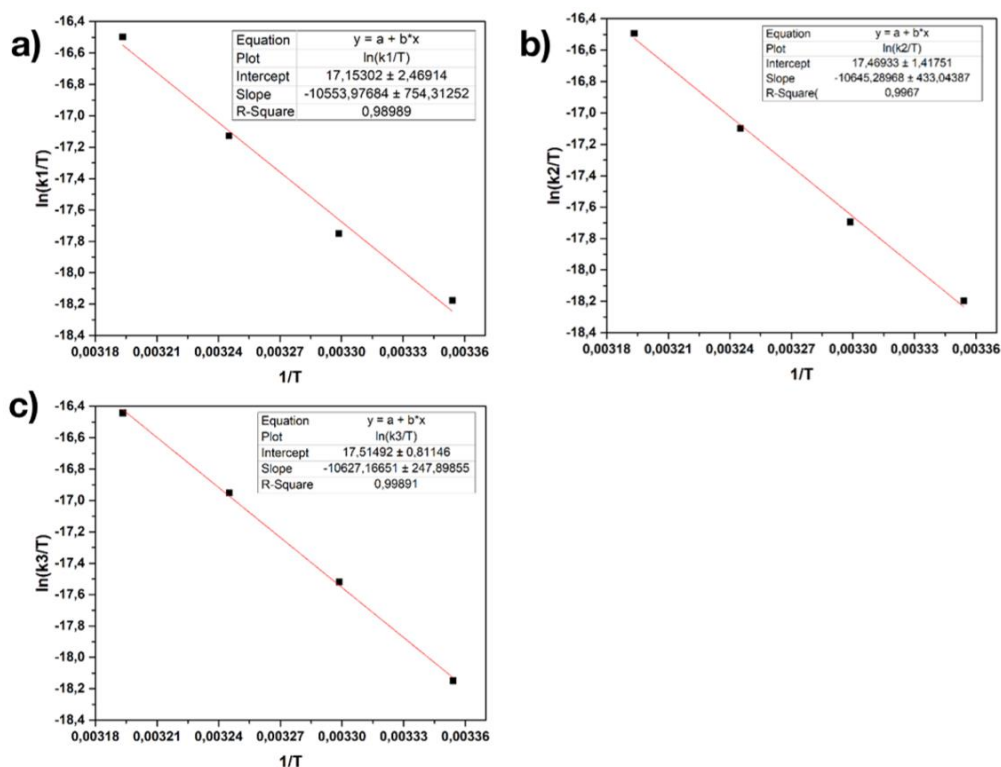 a)
-16,4
-16,6
-16,8
-17,0
-17,2
-17,4
-17,6
-17,8
-18,0
-18,2
-18,4
ln(k1/T)
Equation y = a + b*x
Plot ln(k1/T)
Intercept 17,15302 ± 2,46914
Slope -10553,97684 ± 754,31252
R-Square 0,98989
0,00318 0,00321 0,00324 0,00327 0,00330 0,00333 0,00336
1/T
b)
-16,4
-16,6
-16,8
-17,0
-17,2
-17,4
-17,6
-17,8
-18,0
-18,2
-18,4
ln(k2/T)
Equation y = a + b*x
Plot ln(k2/T)
Intercept 17,46933 ± 1,41751
Slope -10645,28968 ± 433,04387
R-Square( 0,9967
0,00318 0,00321 0,00324 0,00327 0,00330 0,00333 0,00336
1/T
c)
-16,4
-16,6
-16,8
-17,0
-17,2
-17,4
-17,6
-17,8
-18,0
-18,2
-18,4
ln(k3/T)
Equation y = a + b*x
Plot ln(k3/T)
Intercept 17,51492 ± 0,81146
Slope -10627,16651 ± 247,89855
R-Square 0,99891
0,00318 0,00321 0,00324 0,00327 0,00330 0,00333 0,00336
1/T